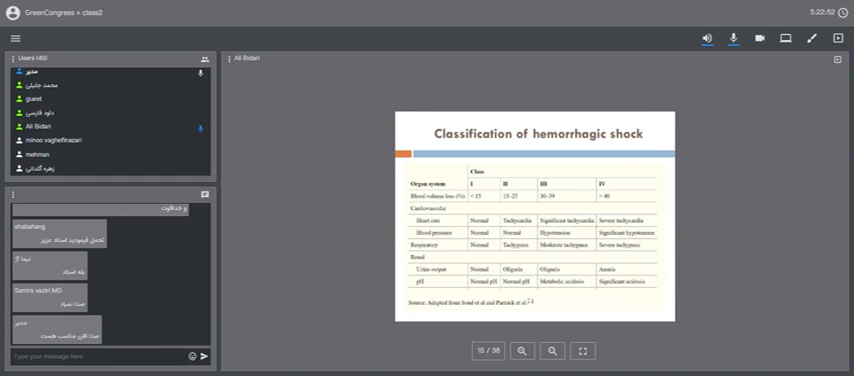 GreenCongress > class2
5:22:52
Users (49)
مدیر
محمد جلیلی
guest
داود فارسی
Ali Bidari
minoo vaghefinazari
mehman
زهره گلدانی
و خداقوت
shabahang
تحمل فرمودید استاد عزیز
نیما آژ
بله استاد
Samira vaziri MD
صدا نمیاد
مدیر
صدا الان مناسب هست
Type your message here
Ali Bidari
Classification of hemorrhagic shock
Class
Organ system I II III IV
Blood volume loss (%) < 15 15–25 30–39 > 40
Cardiovascular
Heart rate Normal Tachycardia Significant tachycardia Severe tachycardia
Blood pressure Normal Normal Hypotension Significant hypotension
Respiratory Normal Tachypnea Moderate tachypnea Severe tachypnea
Renal
Urine output Normal Oliguria Oliguria Anuria
pH Normal pH Normal pH Metabolic acidosis Significant acidosis
Source: Adapted from Sood et al and Partrick et al.
15 / 38